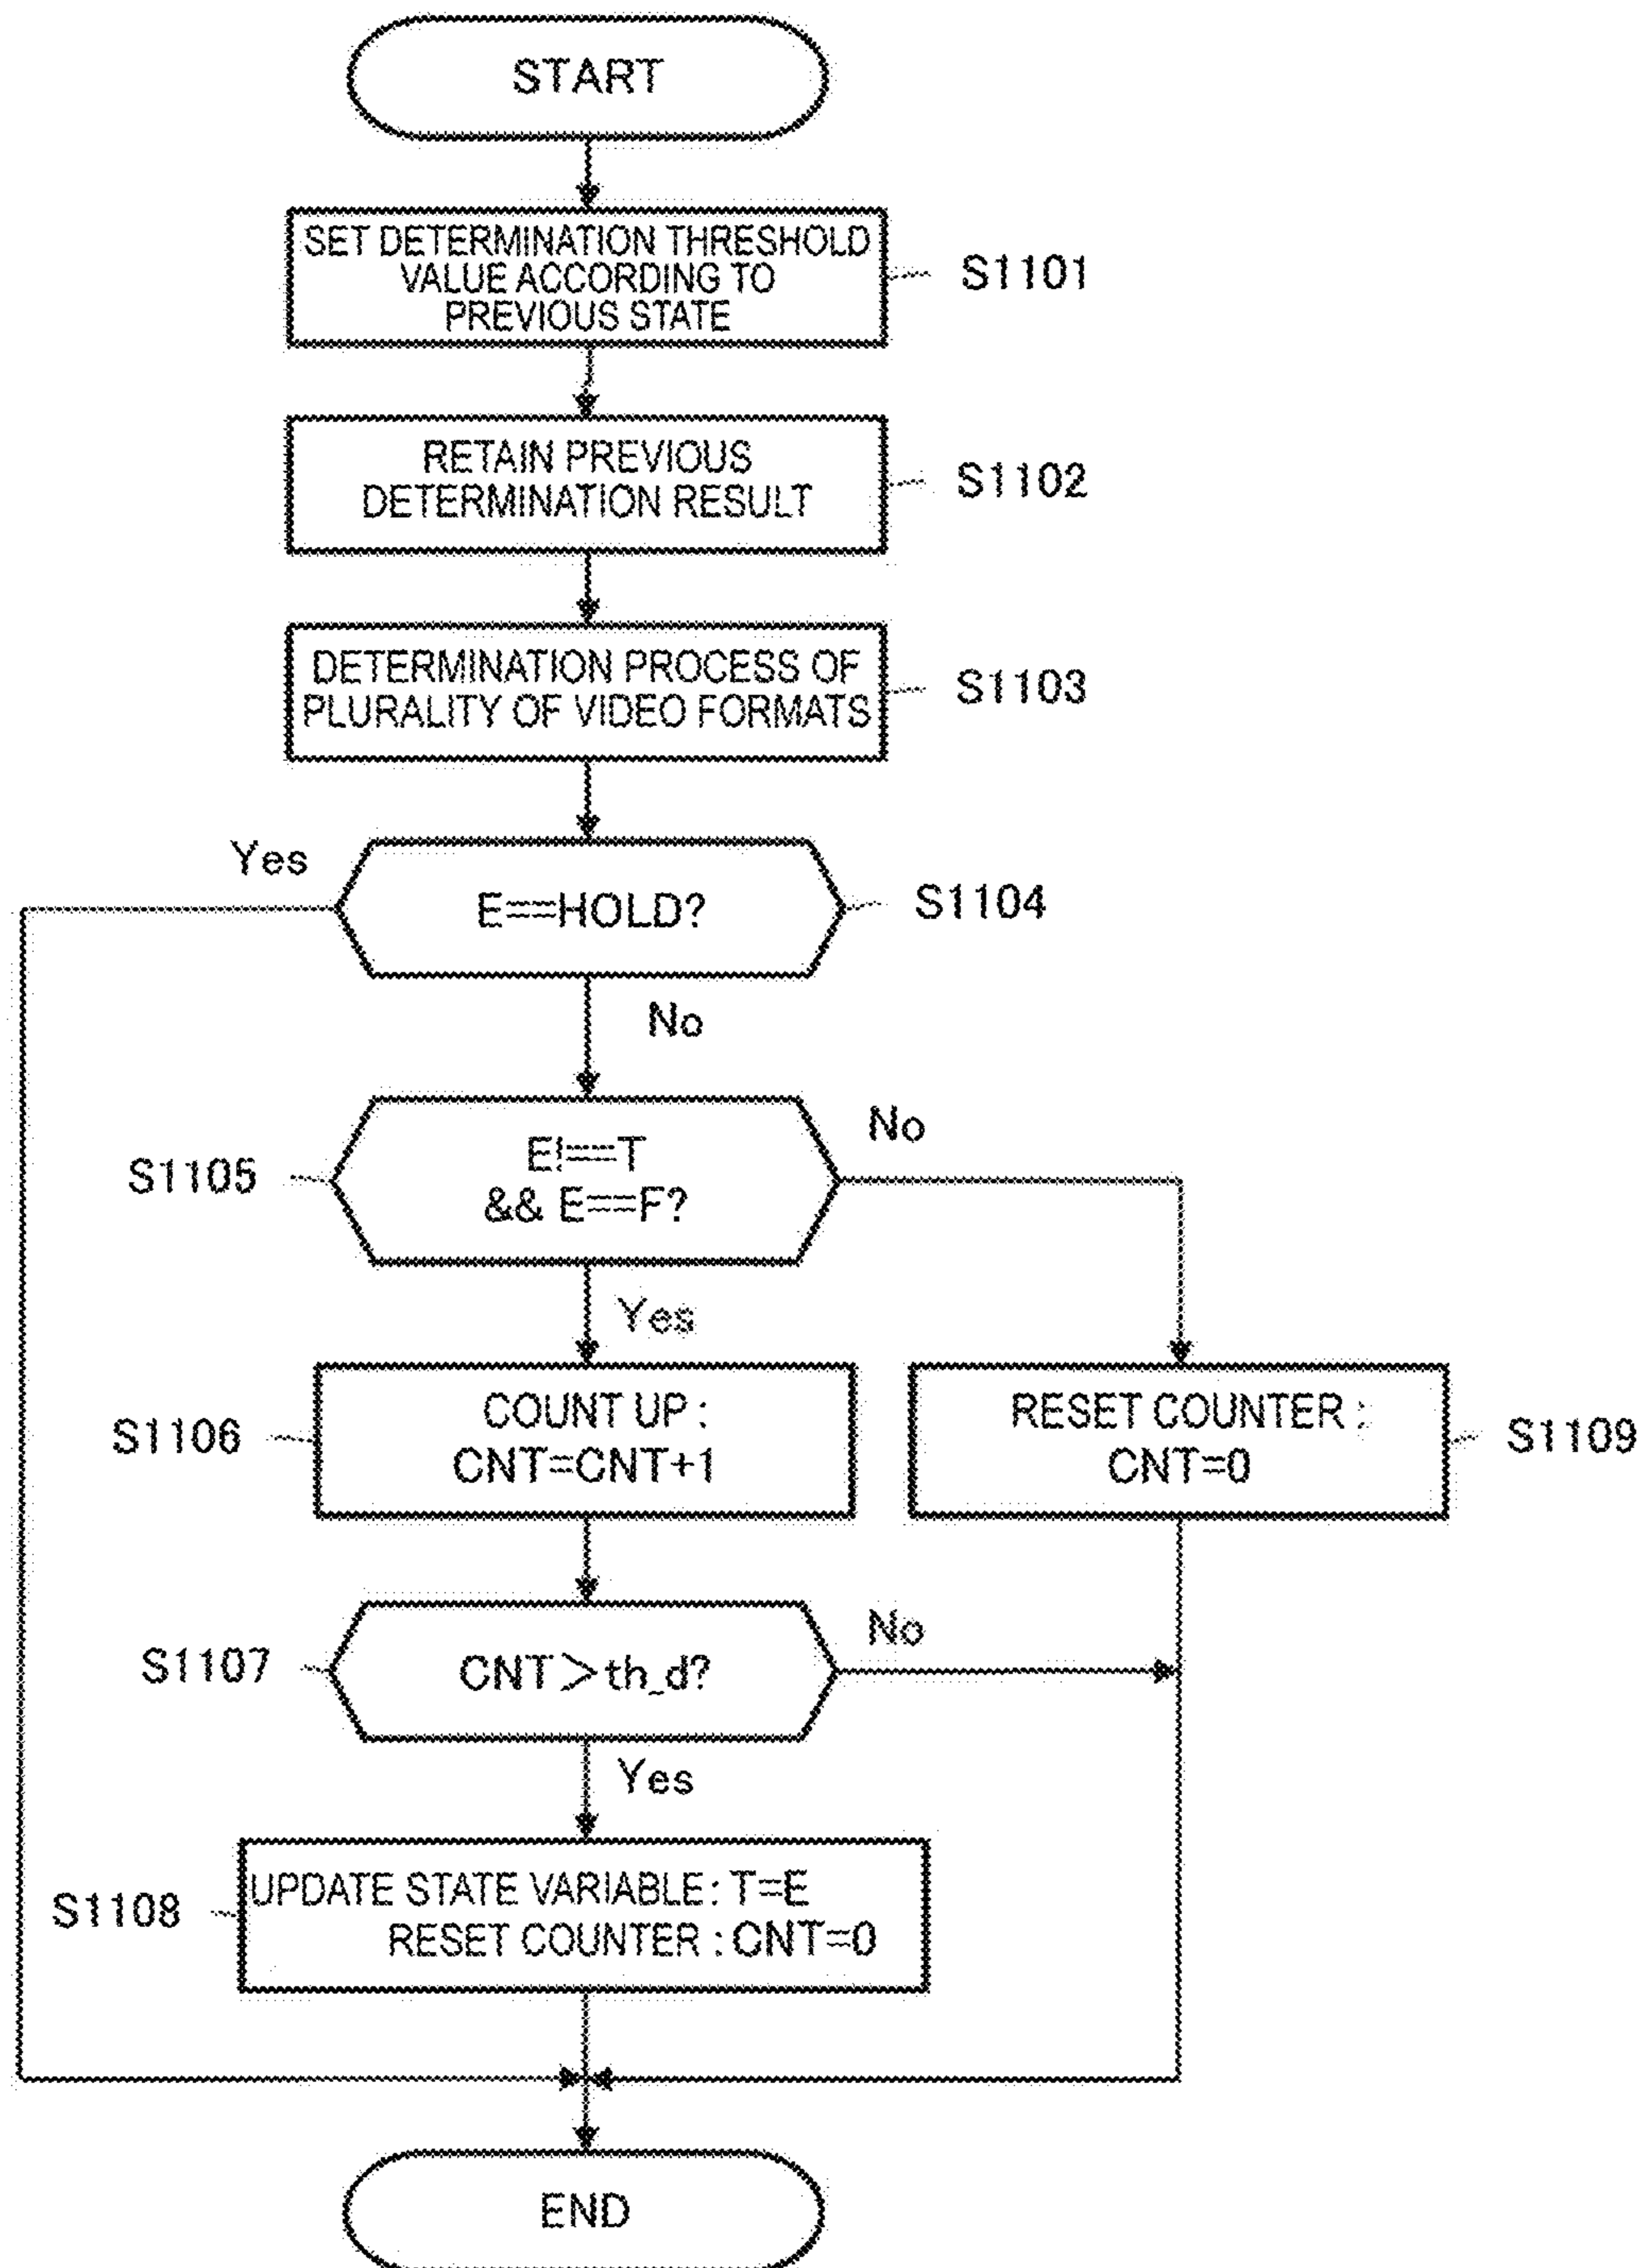 START
SET DETERMINATION THRESHOLD
VALUE ACCORDING TO
PREVIOUS STATE
S1101
RETAIN PREVIOUS
DETERMINATION RESULT
S1102
DETERMINATION PROCESS OF
PLURALITY OF VIDEO FORMATS
S1103
Yes
E==HOLD?
S1104
No
S1105
E!==T
&& E==F?
No
Yes
S1106
COUNT UP :
CNT=CNT+1
RESET COUNTER :
CNT=0
S1109
S1107
CNT＞th_d?
No
Yes
S1108
UPDATE STATE VARIABLE : T=E
RESET COUNTER : CNT=0
END